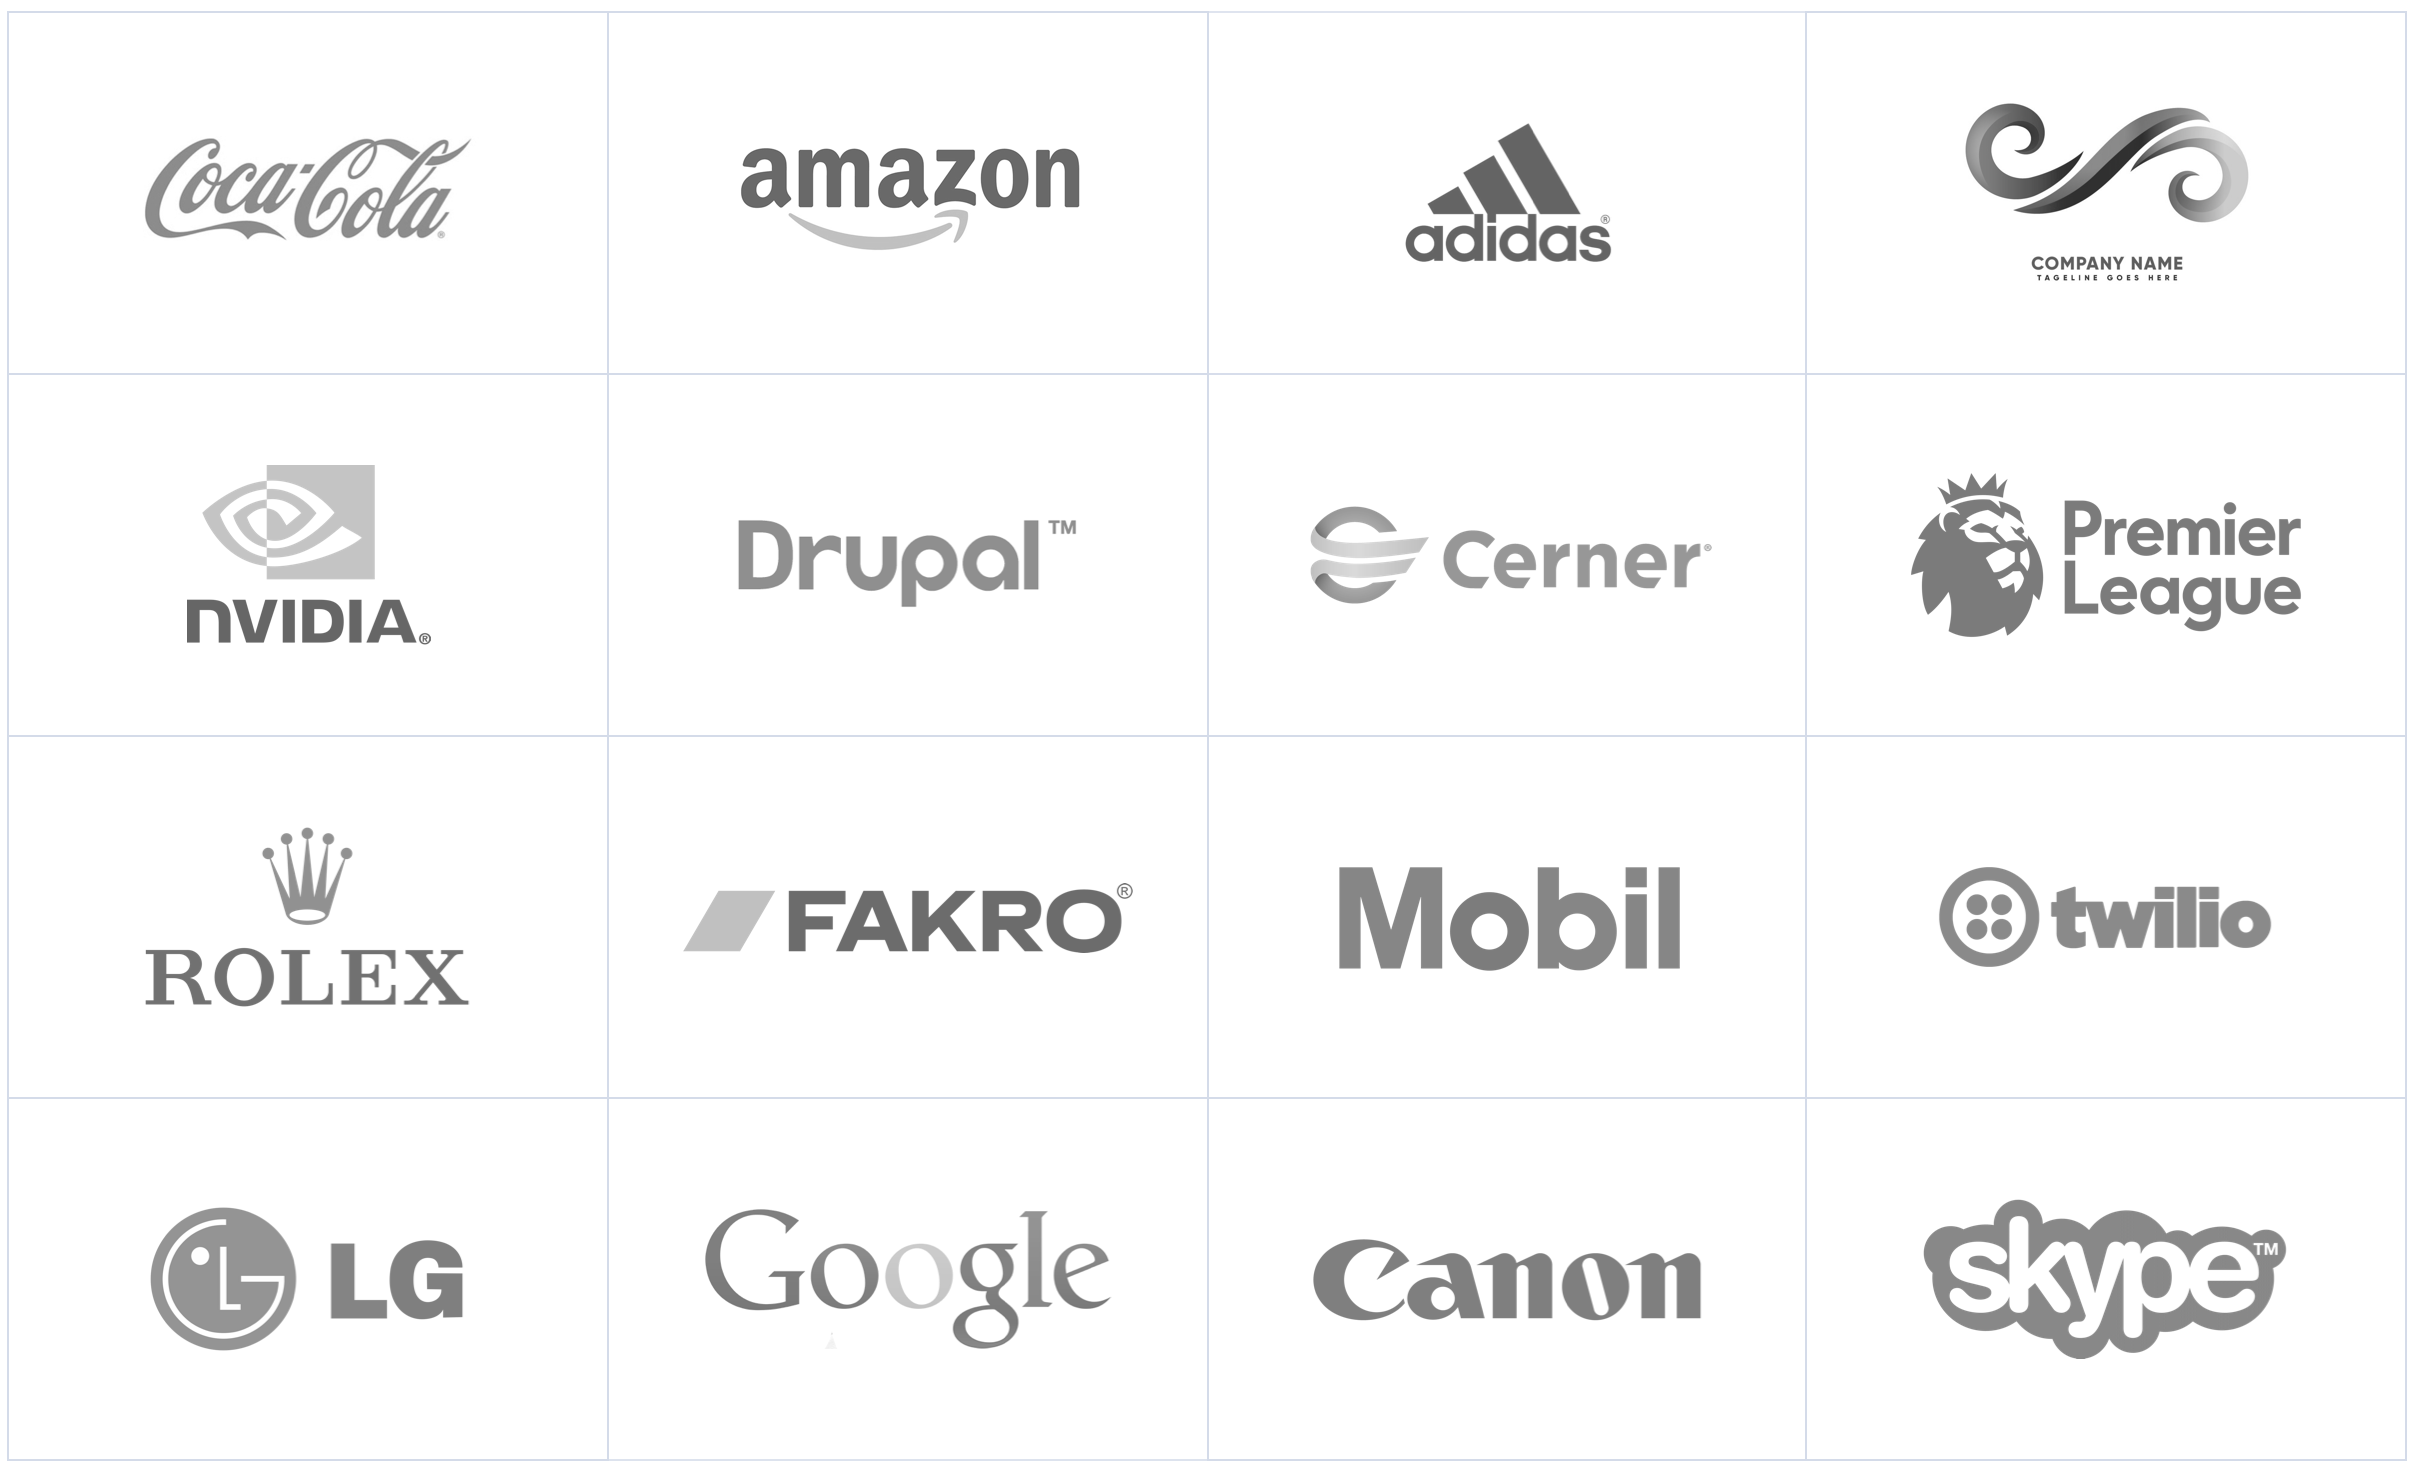 Coca-Cola®
amazon
adidas®
COMPANY NAME
TAGELINE GOES HERE
NVIDIA®
Drupal™
Cerner®
Premier
League
ROLEX
FAKRO®
Mobil
twilio
LG
Google
Canon
skype™